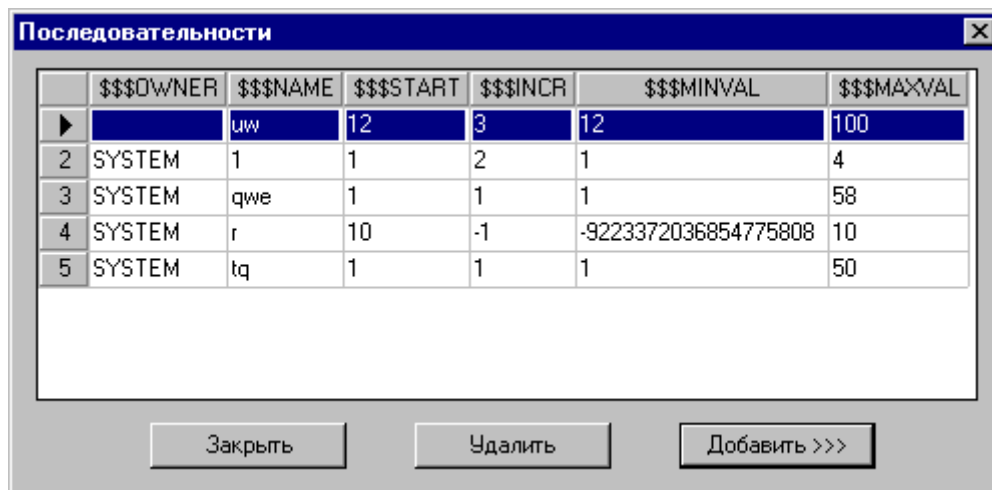 Последовательности
$$$OWNER $$$NAME $$$START $$$INCR $$$MINVAL $$$MAXVAL
uw 12 3 12 100
2 SYSTEM 1 1 2 1 4
3 SYSTEM qwe 1 1 1 58
4 SYSTEM r 10 -1 -9223372036854775808 10
5 SYSTEM tq 1 1 1 50
Закрыть Удалить Добавить >>>